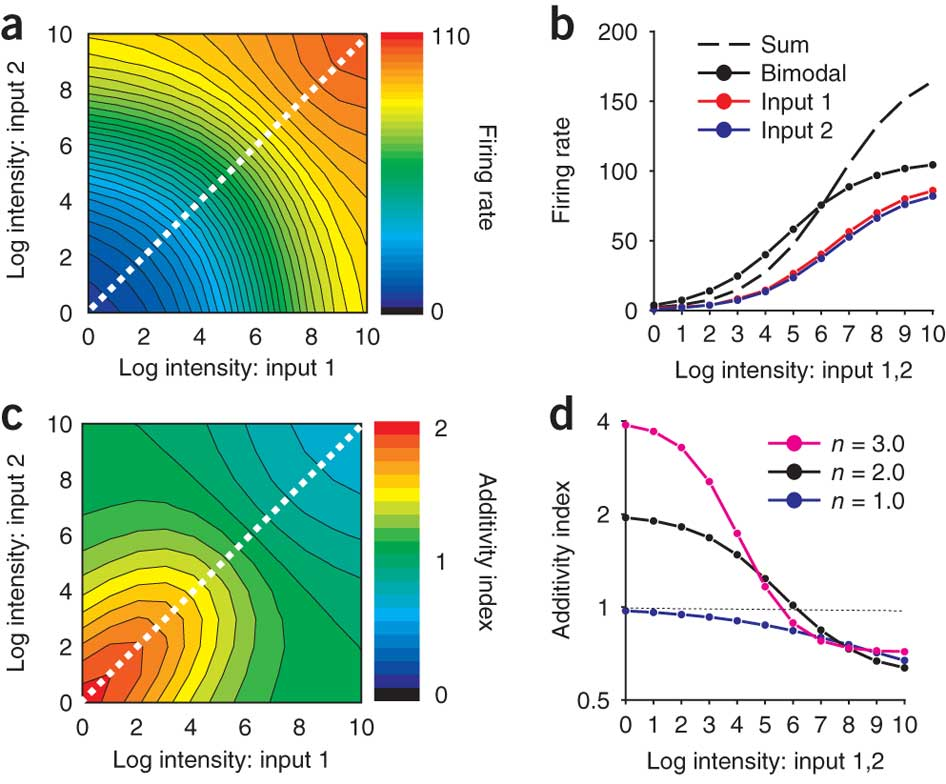 a
10
8
6
4
2
0
0 2 4 6 8 10
Log intensity: input 2
Log intensity: input 1
110
0
Firing rate
b
200
150
100
50
0
0 1 2 3 4 5 6 7 8 9 10
Firing rate
Log intensity: input 1,2
Sum
Bimodal
Input 1
Input 2
c
10
8
6
4
2
0
0 2 4 6 8 10
Log intensity: input 2
Log intensity: input 1
2
1
0
Additivity index
d
4
2
1
0.5
0 1 2 3 4 5 6 7 8 9 10
Additivity index
Log intensity: input 1,2
n = 3.0
n = 2.0
n = 1.0